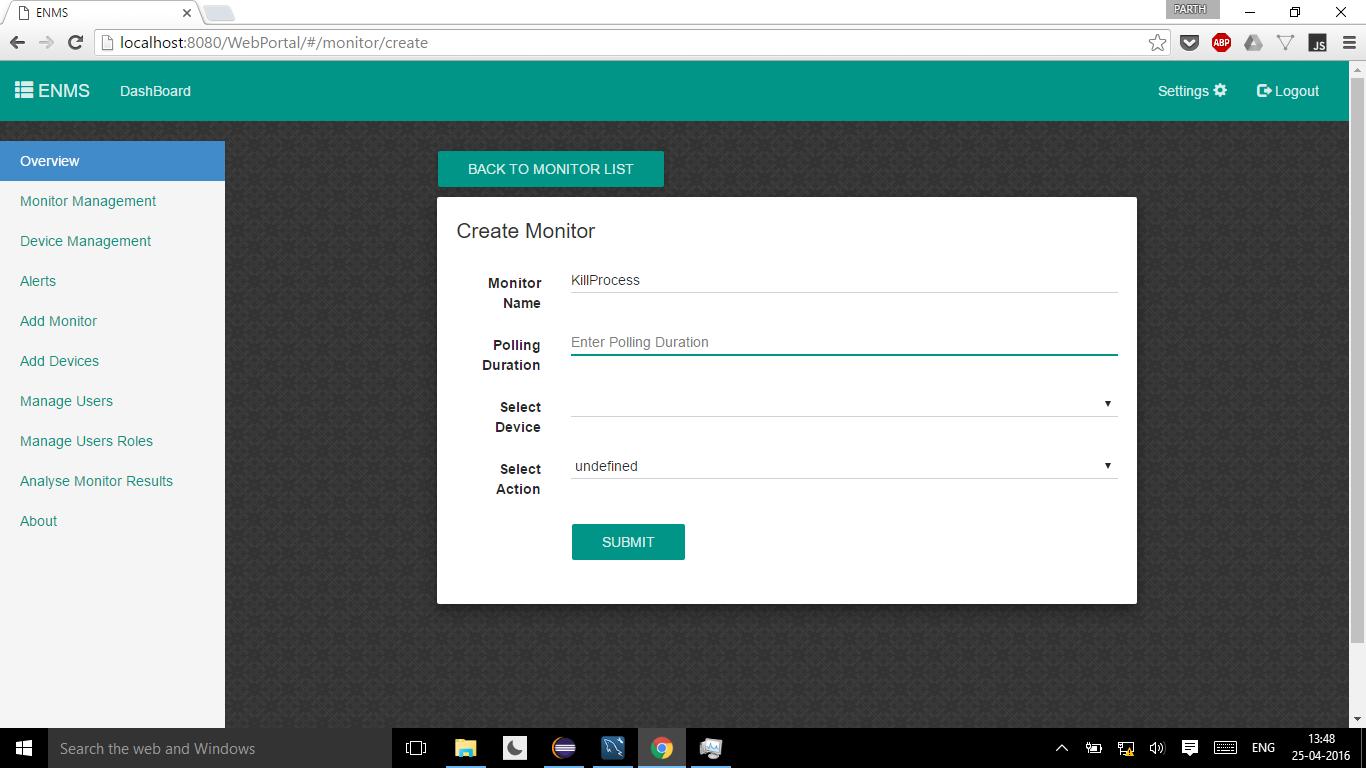 ENMS
PARTH
localhost:8080/WebPortal/#/monitor/create
ABP
JS
ENMS
DashBoard
Settings
Logout
Overview
Monitor Management
Device Management
Alerts
Add Monitor
Add Devices
Manage Users
Manage Users Roles
Analyse Monitor Results
About
BACK TO MONITOR LIST
Create Monitor
Monitor
Name
KillProcess
Polling
Duration
Enter Polling Duration
Select
Device
Select
Action
undefined
SUBMIT
Search the web and Windows
ENG
13:48
25-04-2016